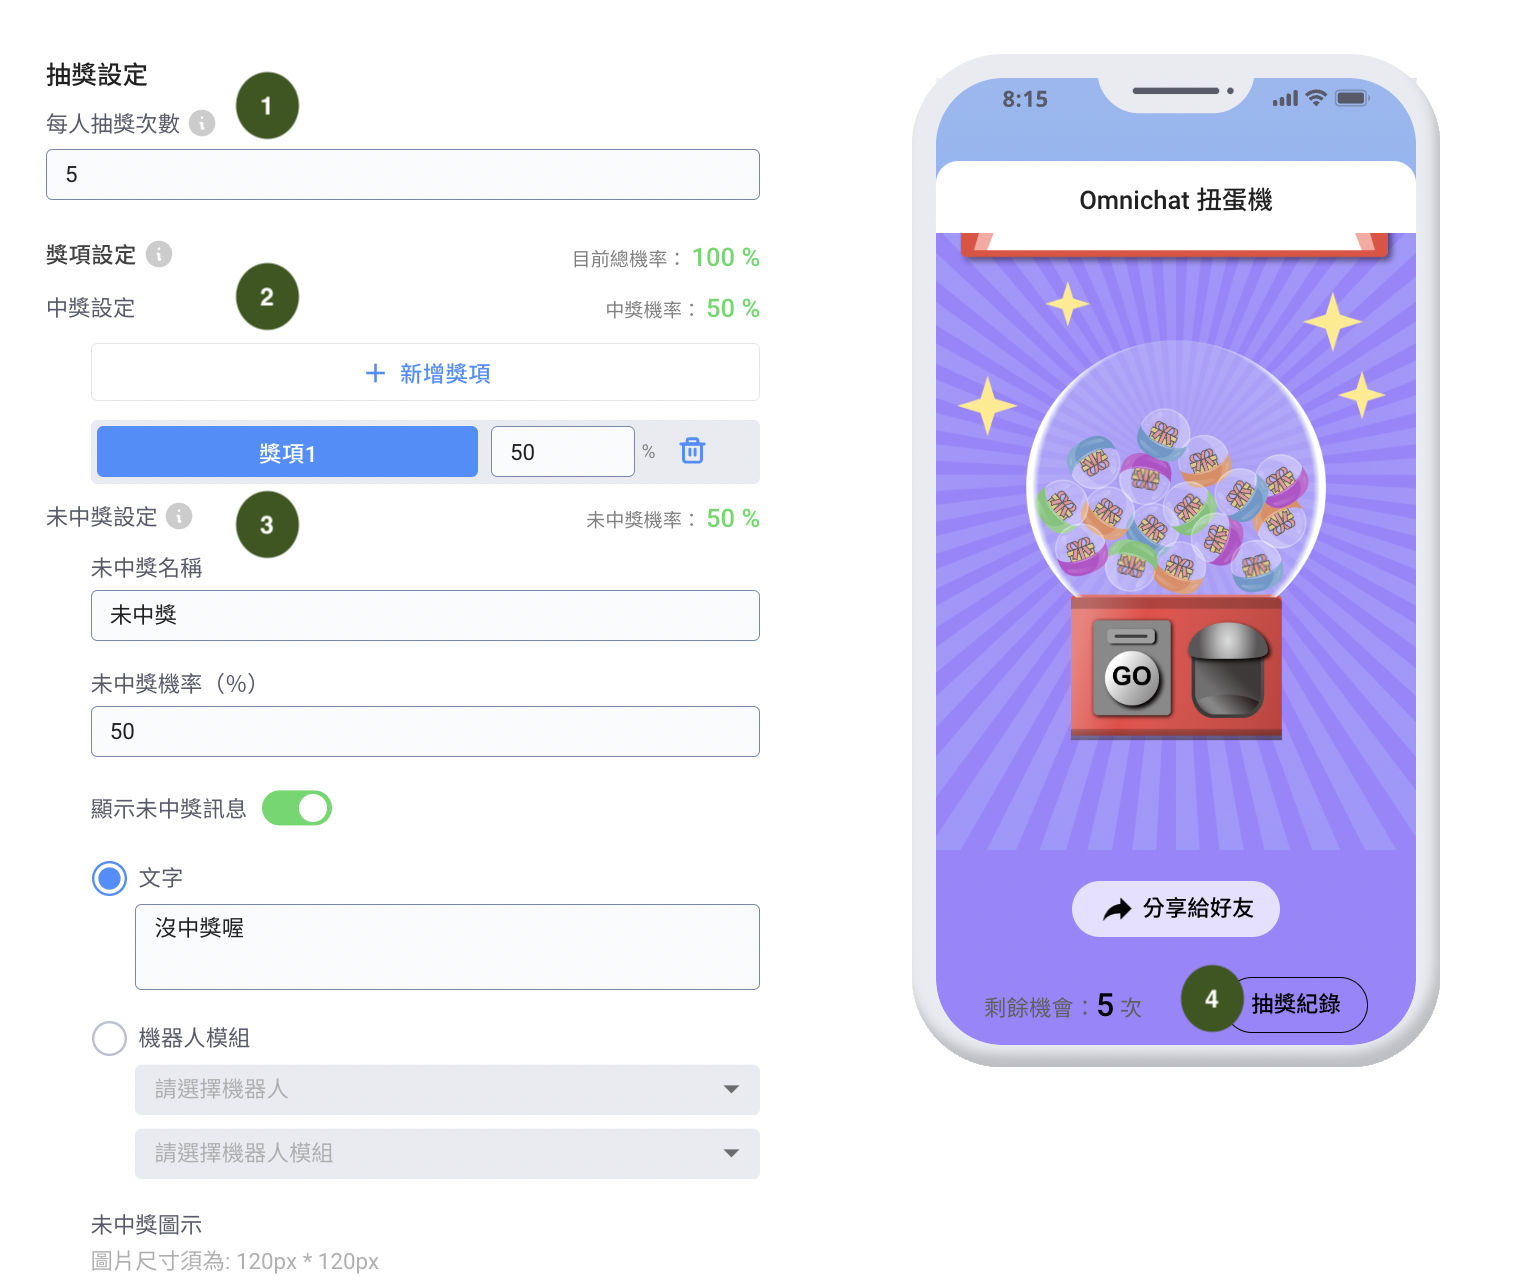 抽獎設定
1
每人抽獎次數
5
獎項設定
目前總機率： 100 %
2
中獎設定
中獎機率： 50 %
+ 新增獎項
獎項1
50
%
未中獎設定
3
未中獎機率： 50 %
未中獎名稱
未中獎
未中獎機率（%）
50
顯示未中獎訊息
文字
沒中獎喔
機器人模組
請選擇機器人
請選擇機器人模組
未中獎圖示
圖片尺寸須為: 120px * 120px
8:15
Omnichat 扭蛋機
GO
分享給好友
剩餘機會：5 次
4
抽獎紀錄